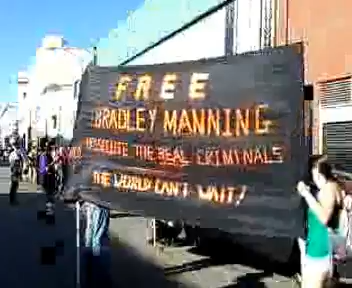 FREE
BRADLEY MANNING
PROSECUTE THE REAL CRIMINALS
THE WORLD CAN'T WAIT!